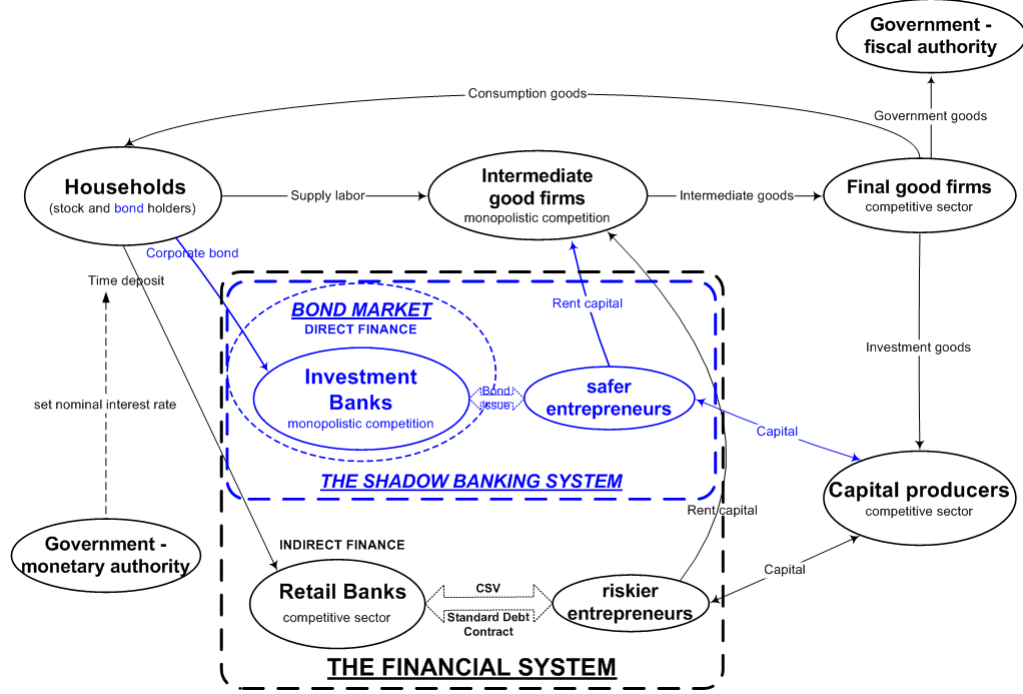 Government -
fiscal authority
Consumption goods
Government goods
Households
(stock and bond holders)
Supply labor
Intermediate
good firms
monopolistic competition
Intermediate goods
Final good firms
competitive sector
Corporate bond
Time deposit
BOND MARKET
DIRECT FINANCE
Rent capital
Investment goods
Investment
Banks
monopolistic competition
Bond
issue
safer
entrepreneurs
set nominal interest rate
Capital
THE SHADOW BANKING SYSTEM
Capital producers
competitive sector
Rent capital
Government -
monetary authority
INDIRECT FINANCE
Capital
Retail Banks
competitive sector
CSV
Standard Debt
Contract
riskier
entrepreneurs
THE FINANCIAL SYSTEM